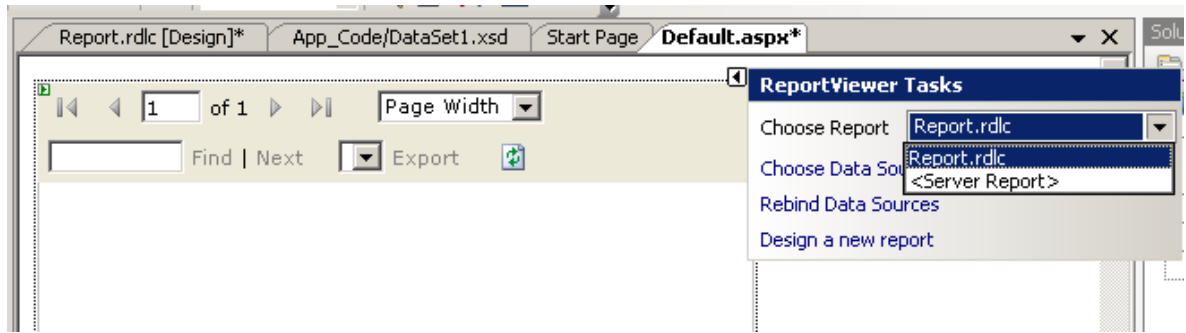 Report.rdlc [Design]* App_Code/DataSet1.xsd Start Page Default.aspx*
Solu
1 of 1 Page Width
Find | Next Export
ReportViewer Tasks
Choose Report Report.rdlc
Report.rdlc
<Server Report>
Choose Data Sou
Rebind Data Sources
Design a new report